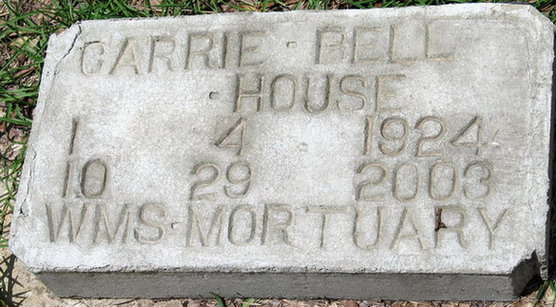 CARRIE · BELL
· HOUSE
1 4 1924
10 29 2003
WMS · MORTUARY